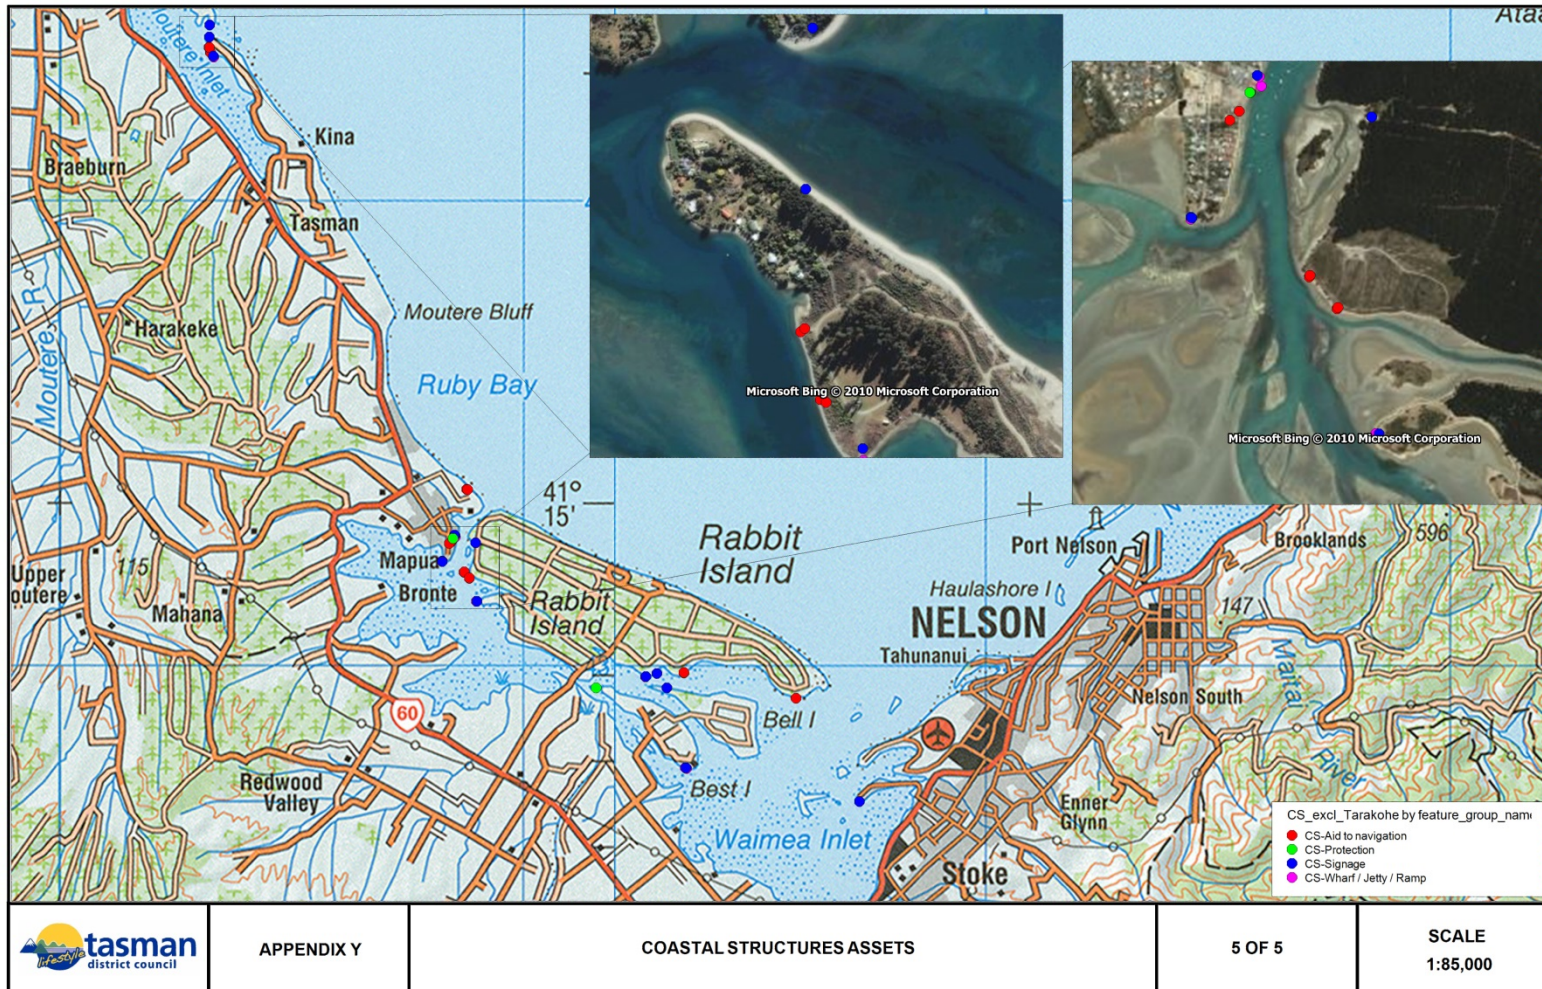 Moutere Inlet
Kina
Braeburn
Tasman
Moutere Bluff
Moutere R
Harakeke
Ruby Bay
Microsoft Bing © 2010 Microsoft Corporation
Microsoft Bing © 2010 Microsoft Corporation
41°
15'
Rabbit
Island
Mapua
Bronte
115
Upper
outere
Mahana
Rabbit
Island
Port Nelson
Haulashore I
NELSON
Tahunanui
Brooklands
596
147
Maitai
River
Nelson South
60
Bell I
Best I
Redwood
Valley
Waimea Inlet
Enner
Glynn
Stoke
CS_excl_Tarakohe by feature_group_name
CS-Aid to navigation
CS-Protection
CS-Signage
CS-Wharf / Jetty / Ramp
tasman
district council
lifestyle
APPENDIX Y
COASTAL STRUCTURES ASSETS
5 OF 5
SCALE
1:85,000